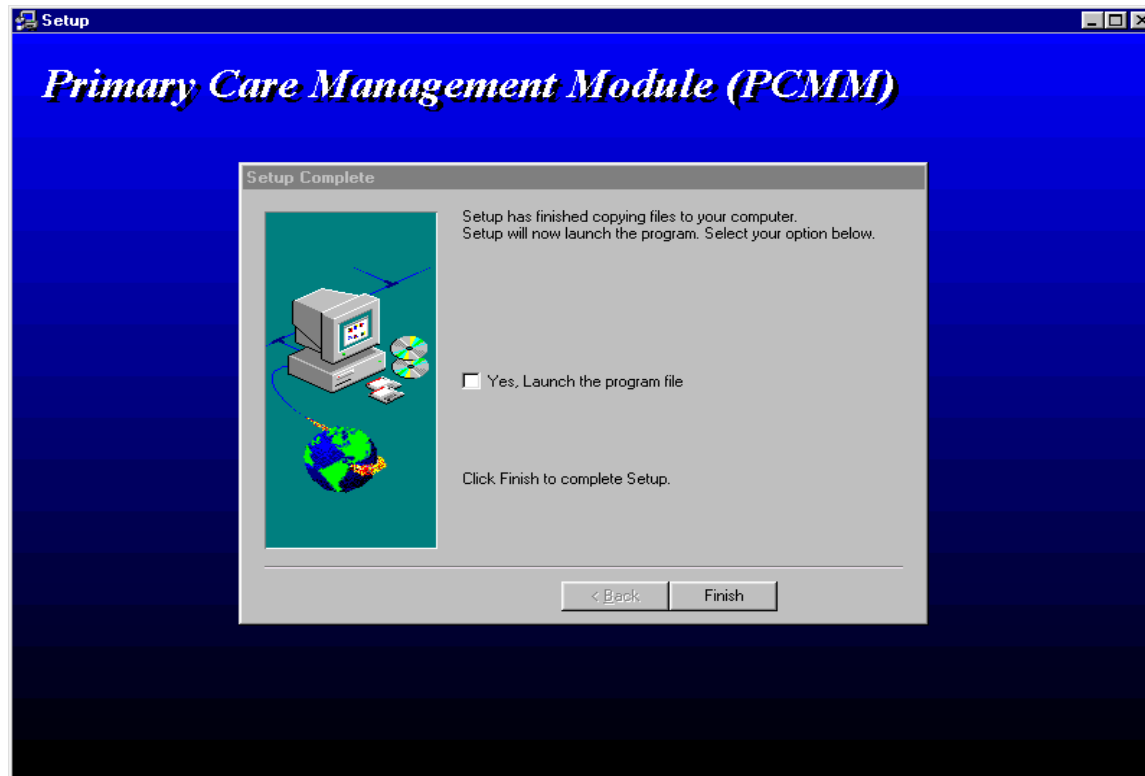 Setup
Primary Care Management Module (PCMM)
Setup Complete
Setup has finished copying files to your computer.
Setup will now launch the program. Select your option below.
Yes, Launch the program file
Click Finish to complete Setup.
< Back
Finish